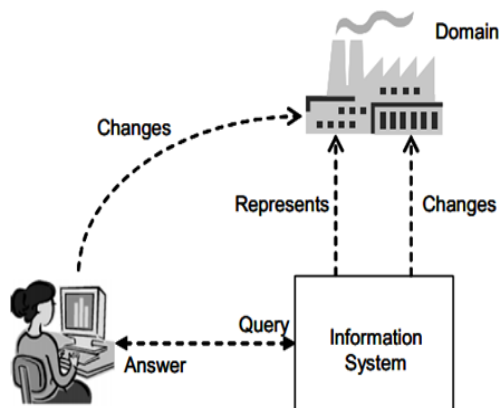 Domain
Changes
Represents
Changes
Query
Answer
Information
System